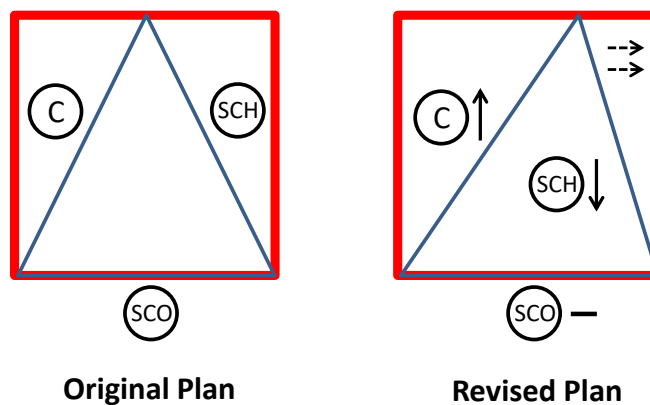 C
SCH
SCO
Original Plan
C
SCH
SCO
Revised Plan